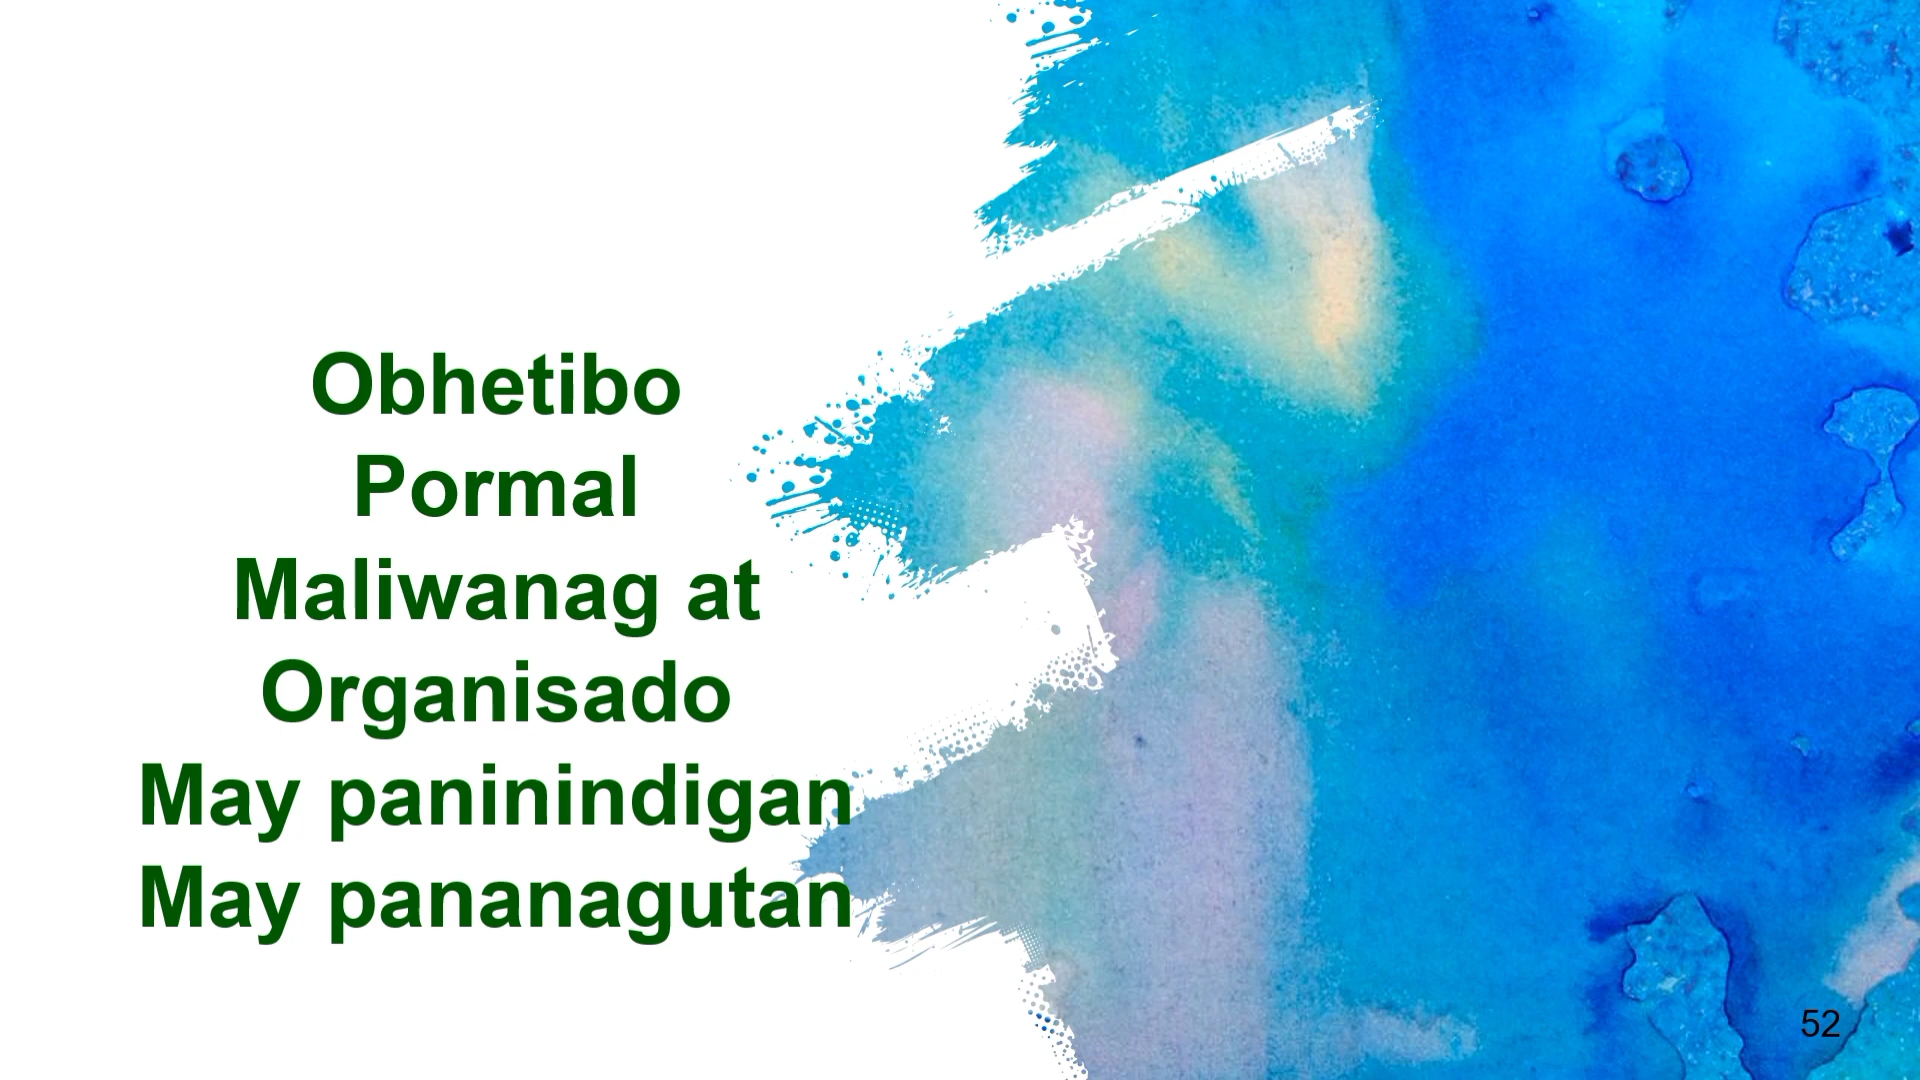 Obhetibo
Pormal
Maliwanag at
Organisado
May paninindigan
May pananagutan
52